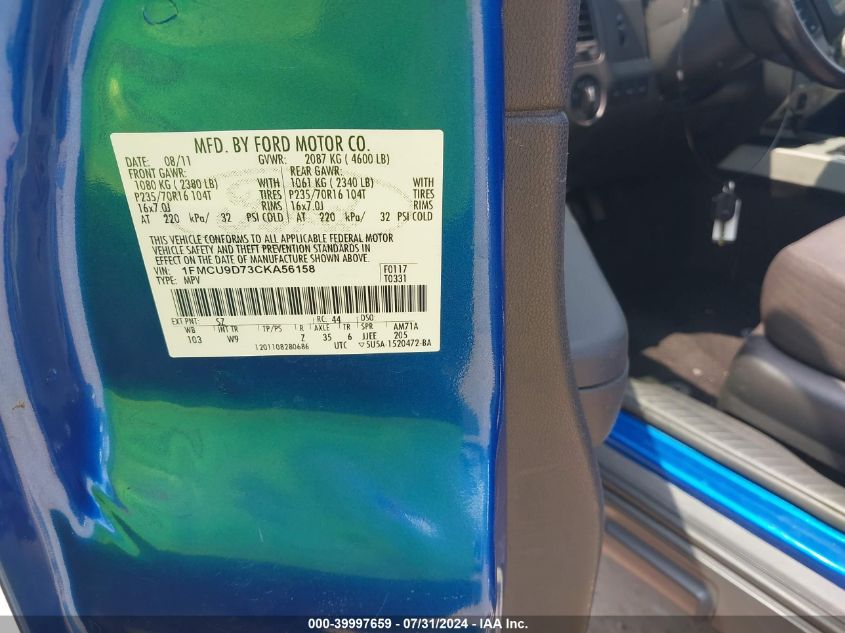 MFD. BY FORD MOTOR CO.
DATE: 08/11 GVWR: 2087 KG ( 4600 LB)
FRONT GAWR: REAR GAWR:
1080 KG ( 2380 LB) WITH 1061 KG ( 2340 LB) WITH
P235/70R16 104T TIRES P235/70R16 104T TIRES
16x7.0J RIMS 16x7.0J RIMS
AT 220 kPa/ 32 PSI COLD AT 220 kPa/ 32 PSI COLD
THIS VEHICLE CONFORMS TO ALL APPLICABLE FEDERAL MOTOR
VEHICLE SAFETY AND THEFT PREVENTION STANDARDS IN
EFFECT ON THE DATE OF MANUFACTURE SHOWN ABOVE.
VIN: 1FMCU9D73CKA56158 F0117
TYPE: MPV T0331
EXT PNT: SZ RC: 44 DSO:
WB INT TR TP/PS R AXLE TR SPR AM71A
103 W9 Z 35 6 JJEE 205
1201108280686 UTC ▽5U5A-1520472-BA
000-39997659 / 07/31/2024 - IAA Inc.